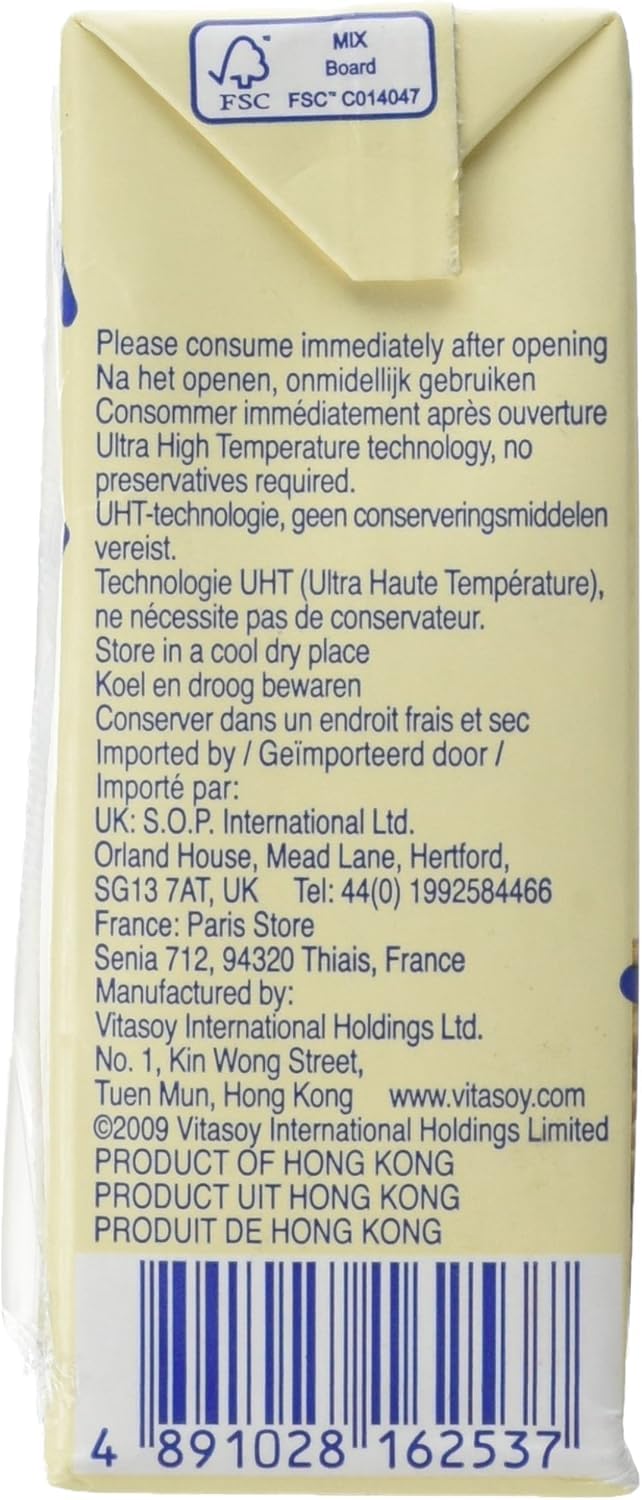 MIX
Board
FSC FSC™ C014047
Please consume immediately after opening
Na het openen, onmidellijk gebruiken
Consommer immédiatement après ouverture
Ultra High Temperature technology, no
preservatives required.
UHT-technologie, geen conserveringsmiddelen
vereist.
Technologie UHT (Ultra Haute Température),
ne nécessite pas de conservateur.
Store in a cool dry place
Koel en droog bewaren
Conserver dans un endroit frais et sec
Imported by / Geïmporteerd door /
Importé par:
UK: S.O.P. International Ltd.
Orland House, Mead Lane, Hertford,
SG13 7AT, UK Tel: 44(0) 1992584466
France: Paris Store
Senia 712, 94320 Thiais, France
Manufactured by:
Vitasoy International Holdings Ltd.
No. 1, Kin Wong Street,
Tuen Mun, Hong Kong www.vitasoy.com
©2009 Vitasoy International Holdings Limited
PRODUCT OF HONG KONG
PRODUCT UIT HONG KONG
PRODUIT DE HONG KONG
4 891028 162537